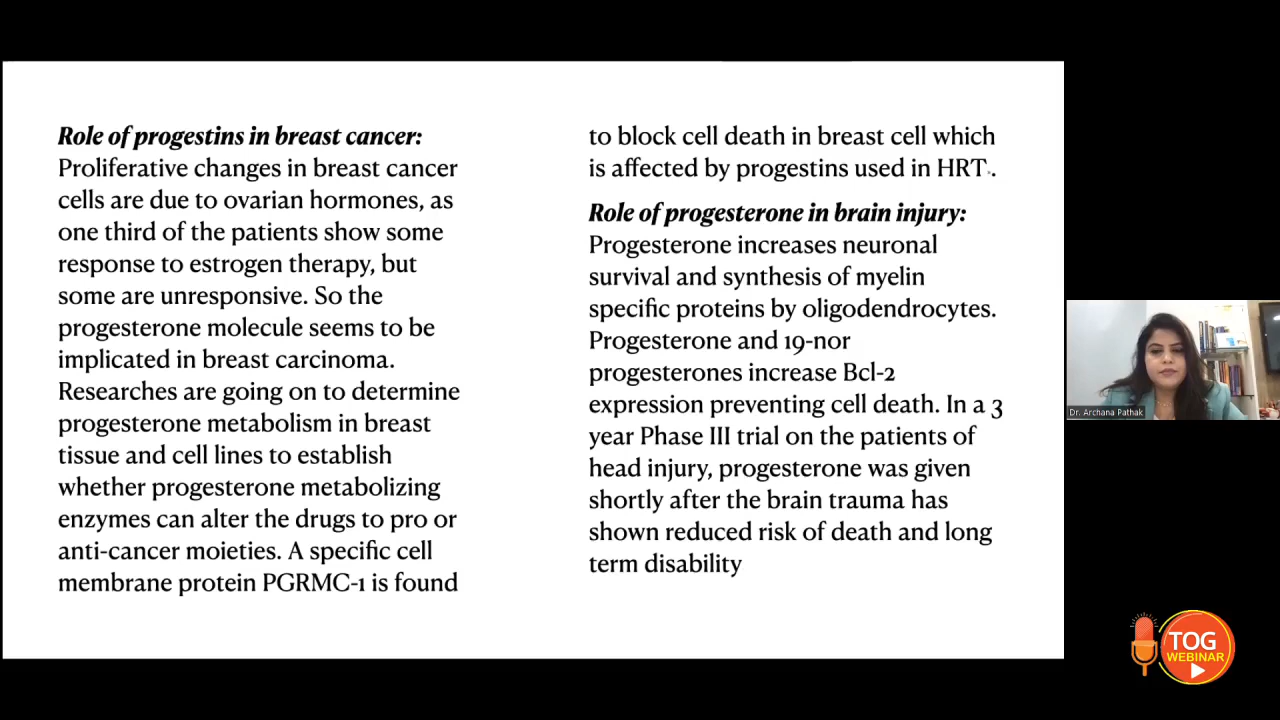 Role of progestins in breast cancer:
Proliferative changes in breast cancer
cells are due to ovarian hormones, as
one third of the patients show some
response to estrogen therapy, but
some are unresponsive. So the
progesterone molecule seems to be
implicated in breast carcinoma.
Researches are going on to determine
progesterone metabolism in breast
tissue and cell lines to establish
whether progesterone metabolizing
enzymes can alter the drugs to pro or
anti-cancer moieties. A specific cell
membrane protein PGRMC-1 is found
to block cell death in breast cell which
is affected by progestins used in HRT.
Role of progesterone in brain injury:
Progesterone increases neuronal
survival and synthesis of myelin
specific proteins by oligodendrocytes.
Progesterone and 19-nor
progesterones increase Bcl-2
expression preventing cell death. In a 3
year Phase III trial on the patients of
head injury, progesterone was given
shortly after the brain trauma has
shown reduced risk of death and long
term disability
Dr. Archana Pathak
TOG
WEBINAR